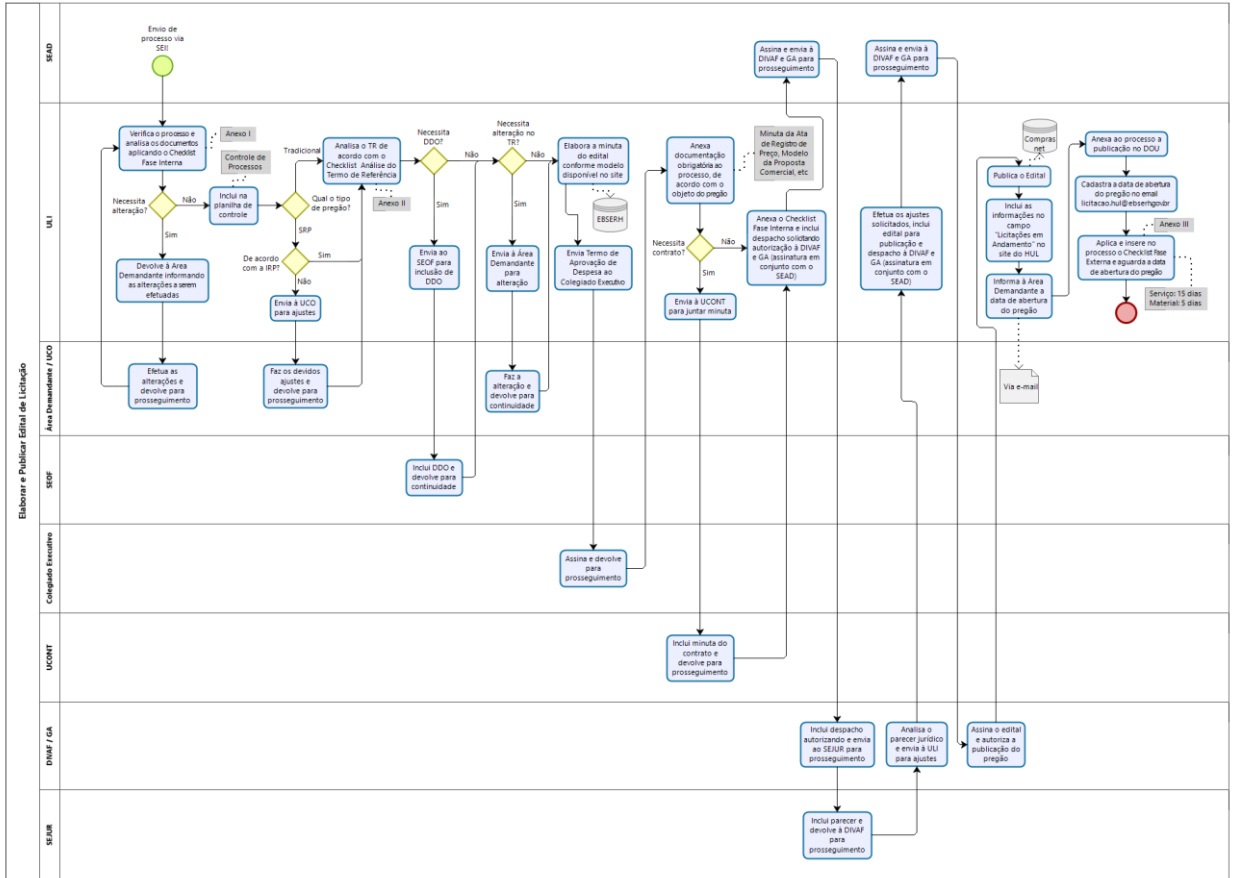 Elaborar e Publicar Edital de Licitação
SEAD
Envio de
processo via
SEI!
Assina e envia à
DIVAF e GA para
prosseguimento
Assina e envia à
DIVAF e GA para
prosseguimento
ULI
Verifica o processo e
analisa os documentos
aplicando o Checklist
Fase Interna
Anexo I
Controle de
Processos
Necessita
alteração?
Não
Sim
Inclui na
planilha de
controle
Devolve à Área
Demandante informando
as alterações a serem
efetuadas
Tradicional
Qual o tipo
de pregão?
SRP
De acordo
com a IRP?
Sim
Não
Envia à UCO
para ajustes
Analisa o TR de
acordo com o
Checklist Análise do
Termo de Referência
Anexo II
Necessita
DDO?
Não
Sim
Envia ao
SEOF para
inclusão de
DDO
Necessita
alteração no
TR?
Não
Sim
Envia à Área
Demandante
para
alteração
Elabora a minuta
do edital
conforme modelo
disponível no site
EBSERH
Envia Termo de
Aprovação de
Despesa ao
Colegiado Executivo
Anexa
documentação
obrigatória ao
processo, de
acordo com o
objeto do pregão
Minuta da Ata
de Registro
de Preço, Modelo
da Proposta
Comercial, etc
Necessita
contrato?
Não
Sim
Envia à UCONT
para juntar minuta
Anexa o Checklist
Fase Interna e inclui
despacho solicitando
autorização à DIVAF
e GA (assinatura em
conjunto com o
SEAD)
Efetua os ajustes
solicitados, inclui
edital para
publicação e
despacho à DIVAF e
GA (assinatura em
conjunto com o
SEAD)
Compras
net
Publica o Edital
Inclui as
informações no
campo
"Licitações em
Andamento" no
site do HUL
Informa à Área
Demandante a
data de abertura
do pregão
Anexa ao processo a
publicação no DOU
Cadastra a data de abertura
do pregão no email
licitacao.hul@ebserhgovbr
Anexo III
Aplica e insere no
processo o Checklist Fase
Externa e aguarda a data
de abertura do pregão
Serviço: 15 dias
Material: 5 dias
Área Demandante / UCO
Efetua as
alterações e
devolve para
prosseguimento
Faz os devidos
ajustes e devolve para
prosseguimento
Faz a
alteração e
devolve para
continuidade
Via e-mail
SEOF
Inclui DDO e
devolve para
continuidade
Colegiado Executivo
Assina e devolve
para
prosseguimento
UCONT
Inclui minuta do
contrato e
devolve para
prosseguimento
DIVAF / GA
Inclui despacho
autorizando e envia
ao SEJUR para
prosseguimento
Analisa o
parecer jurídico
e envia à ULI
para ajustes
Assina o edital
e autoriza a
publicação do
pregão
SEJUR
Inclui parecer e
devolve à DIVAF
para
prosseguimento